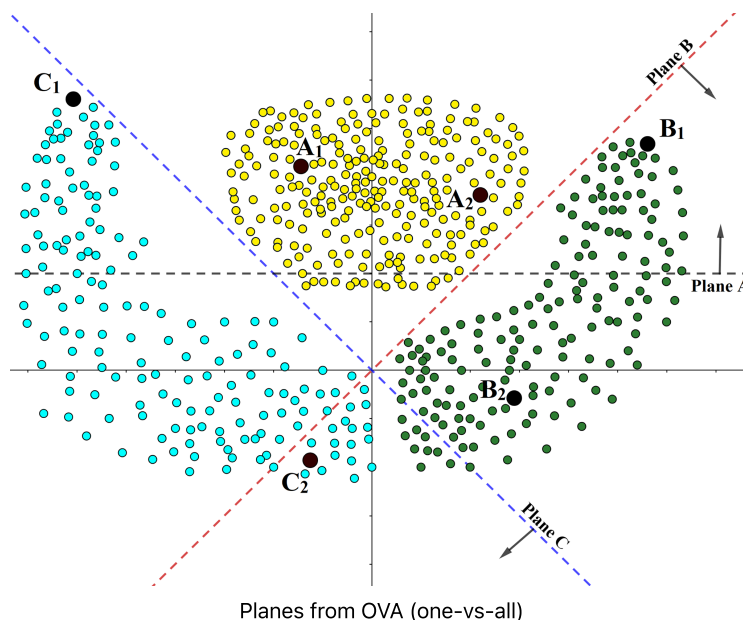 Plane B
C1
B1
A1
A2
Plane A
B2
C2
Plane C
Planes from OVA (one-vs-all)